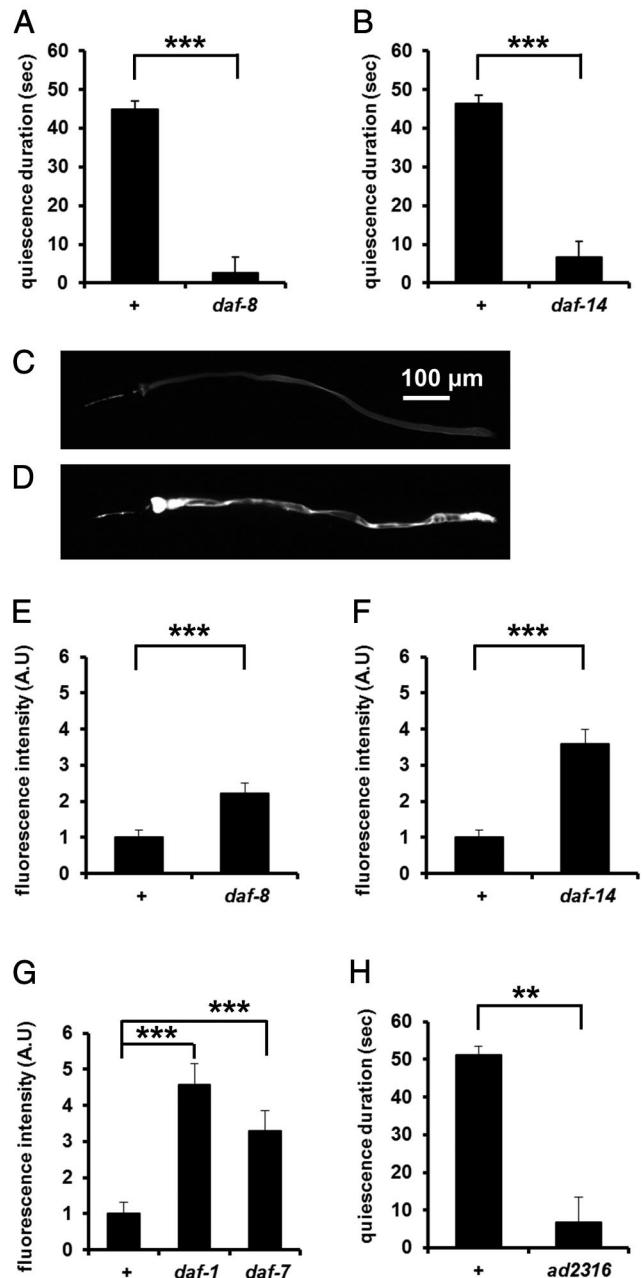 A
quiescence duration (sec)
60
50
40
30
20
10
0
***
+
daf-8
B
quiescence duration (sec)
60
50
40
30
20
10
0
***
+
daf-14
C
100 µm
D
E
fluorescence intensity (A.U)
6
5
4
3
2
1
0
***
+
daf-8
F
fluorescence intensity (A.U)
6
5
4
3
2
1
0
***
+
daf-14
G
fluorescence intensity (A.U)
6
5
4
3
2
1
0
***
***
+
daf-1
daf-7
H
quiescence duration (sec)
60
50
40
30
20
10
0
**
+
ad2316